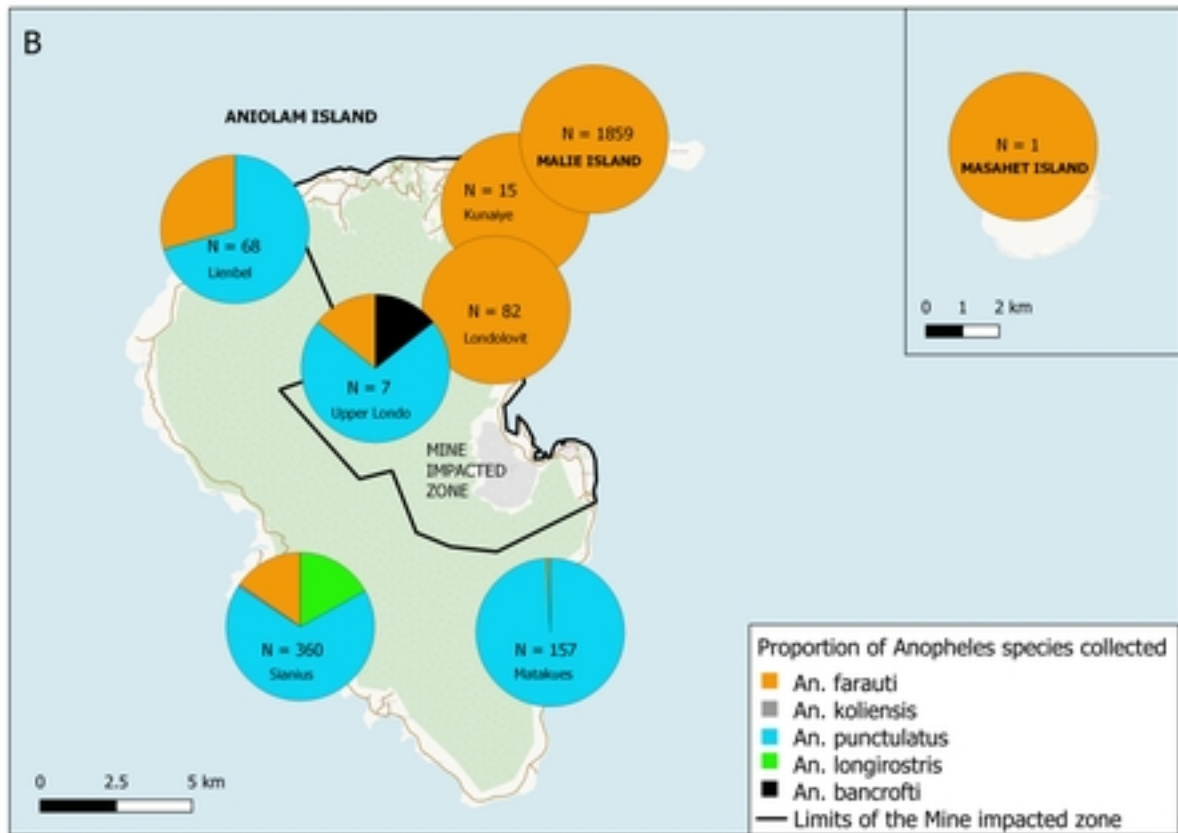 B
ANIOLAM ISLAND
N = 1859
MALIE ISLAND
N = 15
Kunaiye
N = 68
Lienbel
N = 82
Londolovit
N = 7
Upper Londo
MINE
IMPACTED
ZONE
N = 360
Sianius
N = 157
Matakues
0 2.5 5 km
N = 1
MASAHET ISLAND
0 1 2 km
Proportion of Anopheles species collected
An. farauti
An. koliensis
An. punctulatus
An. longirostris
An. bancrofti
Limits of the Mine impacted zone